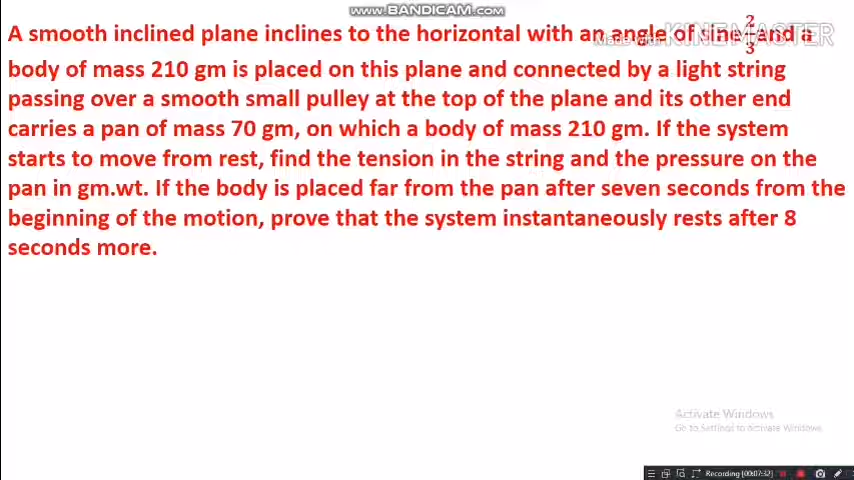 WWW.BANDICAM.COM
A smooth inclined plane inclines to the horizontal with an angle of sine 2/3 and a
Made with KINEMASTER
body of mass 210 gm is placed on this plane and connected by a light string
passing over a smooth small pulley at the top of the plane and its other end
carries a pan of mass 70 gm, on which a body of mass 210 gm. If the system
starts to move from rest, find the tension in the string and the pressure on the
pan in gm.wt. If the body is placed far from the pan after seven seconds from the
beginning of the motion, prove that the system instantaneously rests after 8
seconds more.
Activate Windows
Go to Settings to activate Windows.
Recording [00:07:32]